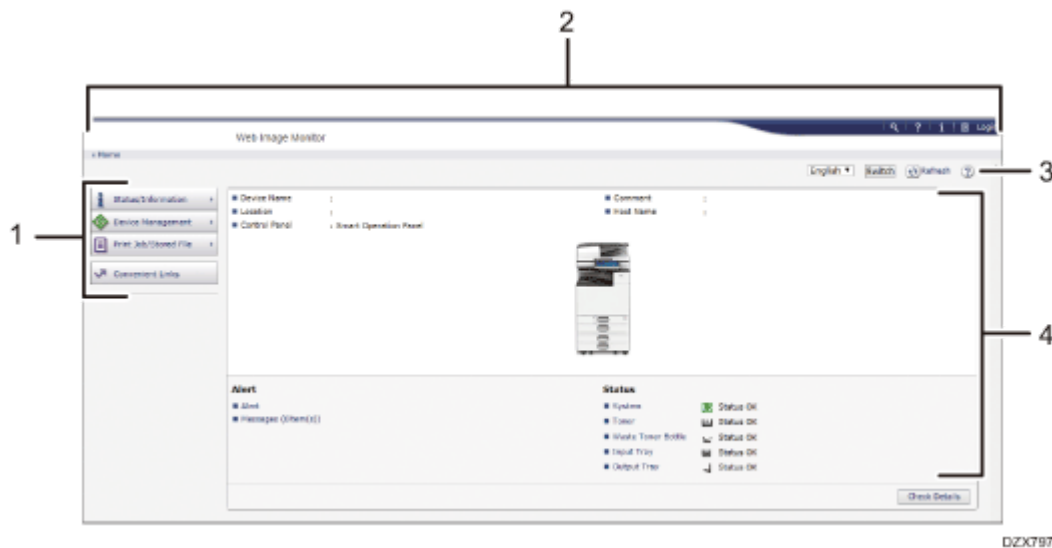 2
Login
Web Image Monitor
Home
English Switch Refresh ? 3
1
Status/Information
Device Management
Print Job/Stored File
Convenient Links
Device Name :
Location :
Control Panel : Smart Operation Panel
Comment :
Host Name :
4
Alert
Alert
Messages (0item(s))
Status
System Status OK
Toner Status OK
Waste Toner Bottle Status OK
Input Tray Status OK
Output Tray Status OK
Check Details
DZX797